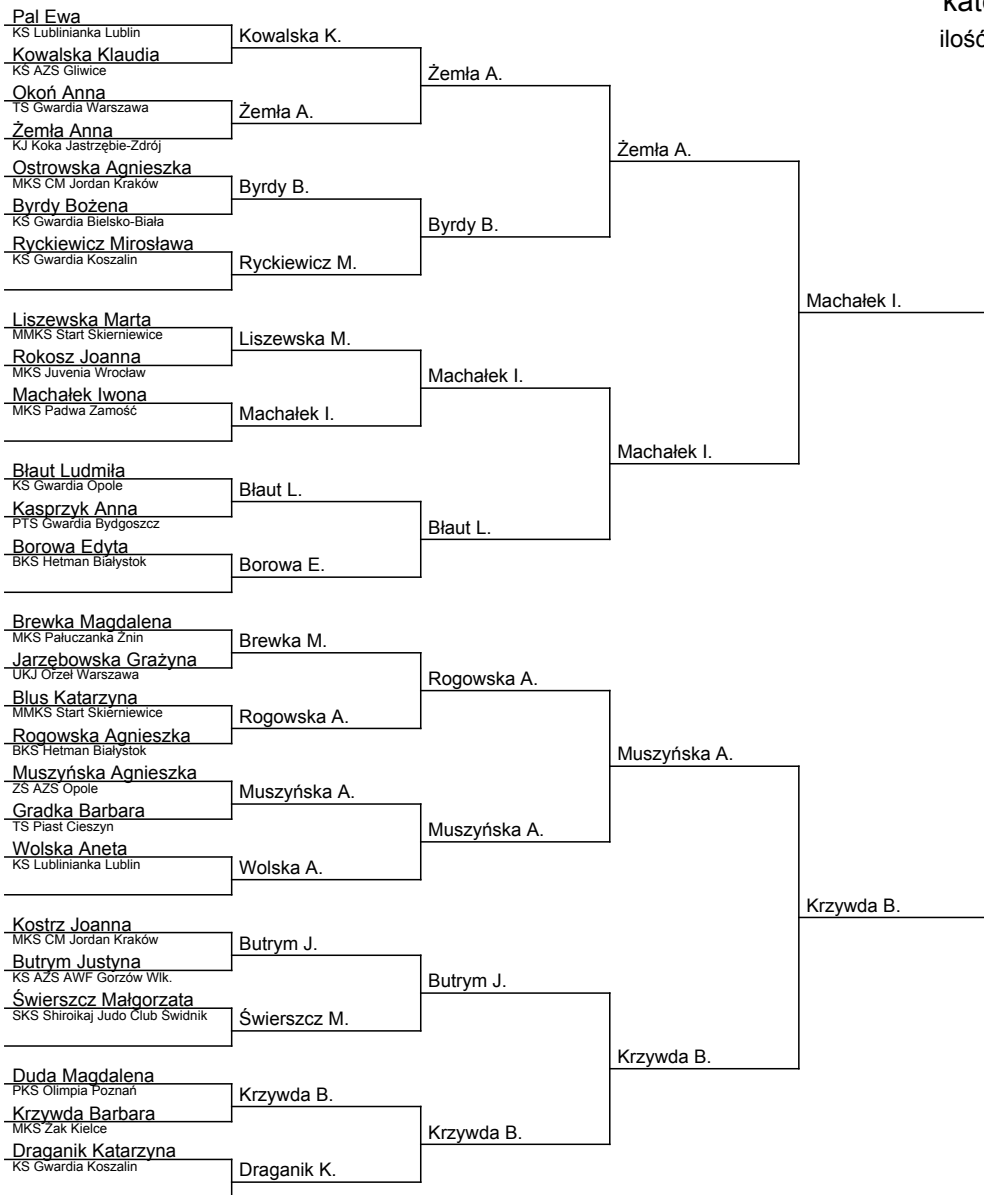 Pal Ewa
KS Lublinianka Lublin
Kowalska Klaudia
KŚ AZS Gliwice
Okoń Anna
TS Gwardia Warszawa
Żemła Anna
KJ Koka Jastrzębie-Zdrój
Ostrowska Agnieszka
MKS CM Jordan Kraków
Byrdy Bożena
KS Gwardia Bielsko-Biała
Ryckiewicz Mirosława
KS Gwardia Koszalin
Liszewska Marta
MMKS Start Skierniewice
Rokosz Joanna
MKS Juvenia Wrocław
Machałek Iwona
MKS Padwa Zamość
Błaut Ludmiła
KS Gwardia Opole
Kasprzyk Anna
PTS Gwardia Bydgoszcz
Borowa Edyta
BKS Hetman Białystok
Brewka Magdalena
MKS Pałuczanka Żnin
Jarzębowska Grażyna
UKJ Orzeł Warszawa
Blus Katarzyna
MMKS Start Skierniewice
Rogowska Agnieszka
BKS Hetman Białystok
Muszyńska Agnieszka
ZŚ AZS Opole
Gradka Barbara
TS Piast Cieszyn
Wolska Aneta
KS Lublinianka Lublin
Kostrz Joanna
MKS CM Jordan Kraków
Butrym Justyna
KS AZS AWF Gorzów Wlk.
Świerszcz Małgorzata
SKS Shiroikaj Judo Club Świdnik
Duda Magdalena
PKS Olimpia Poznań
Krzywda Barbara
MKS Żak Kielce
Draganik Katarzyna
KS Gwardia Koszalin
Kowalska K.
Żemła A.
Byrdy B.
Ryckiewicz M.
Liszewska M.
Machałek I.
Błaut L.
Borowa E.
Brewka M.
Rogowska A.
Muszyńska A.
Wolska A.
Butrym J.
Świerszcz M.
Krzywda B.
Draganik K.
Żemła A.
Byrdy B.
Machałek I.
Błaut L.
Rogowska A.
Muszyńska A.
Butrym J.
Krzywda B.
Żemła A.
Machałek I.
Muszyńska A.
Krzywda B.
Machałek I.
Krzywda B.
ilość